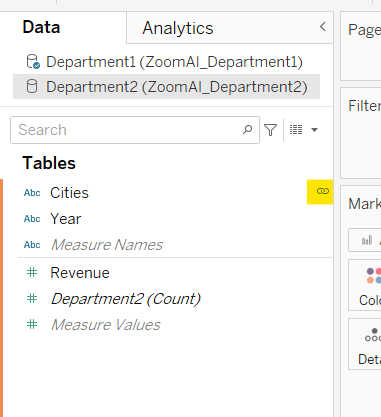 Data
Analytics
Department1 (ZoomAI_Department1)
Department2 (ZoomAI_Department2)
Search
Tables
Abc Cities
Abc Year
Abc Measure Names
# Revenue
# Department2 (Count)
# Measure Values
Page
Filter
Mark
Colo
Deta